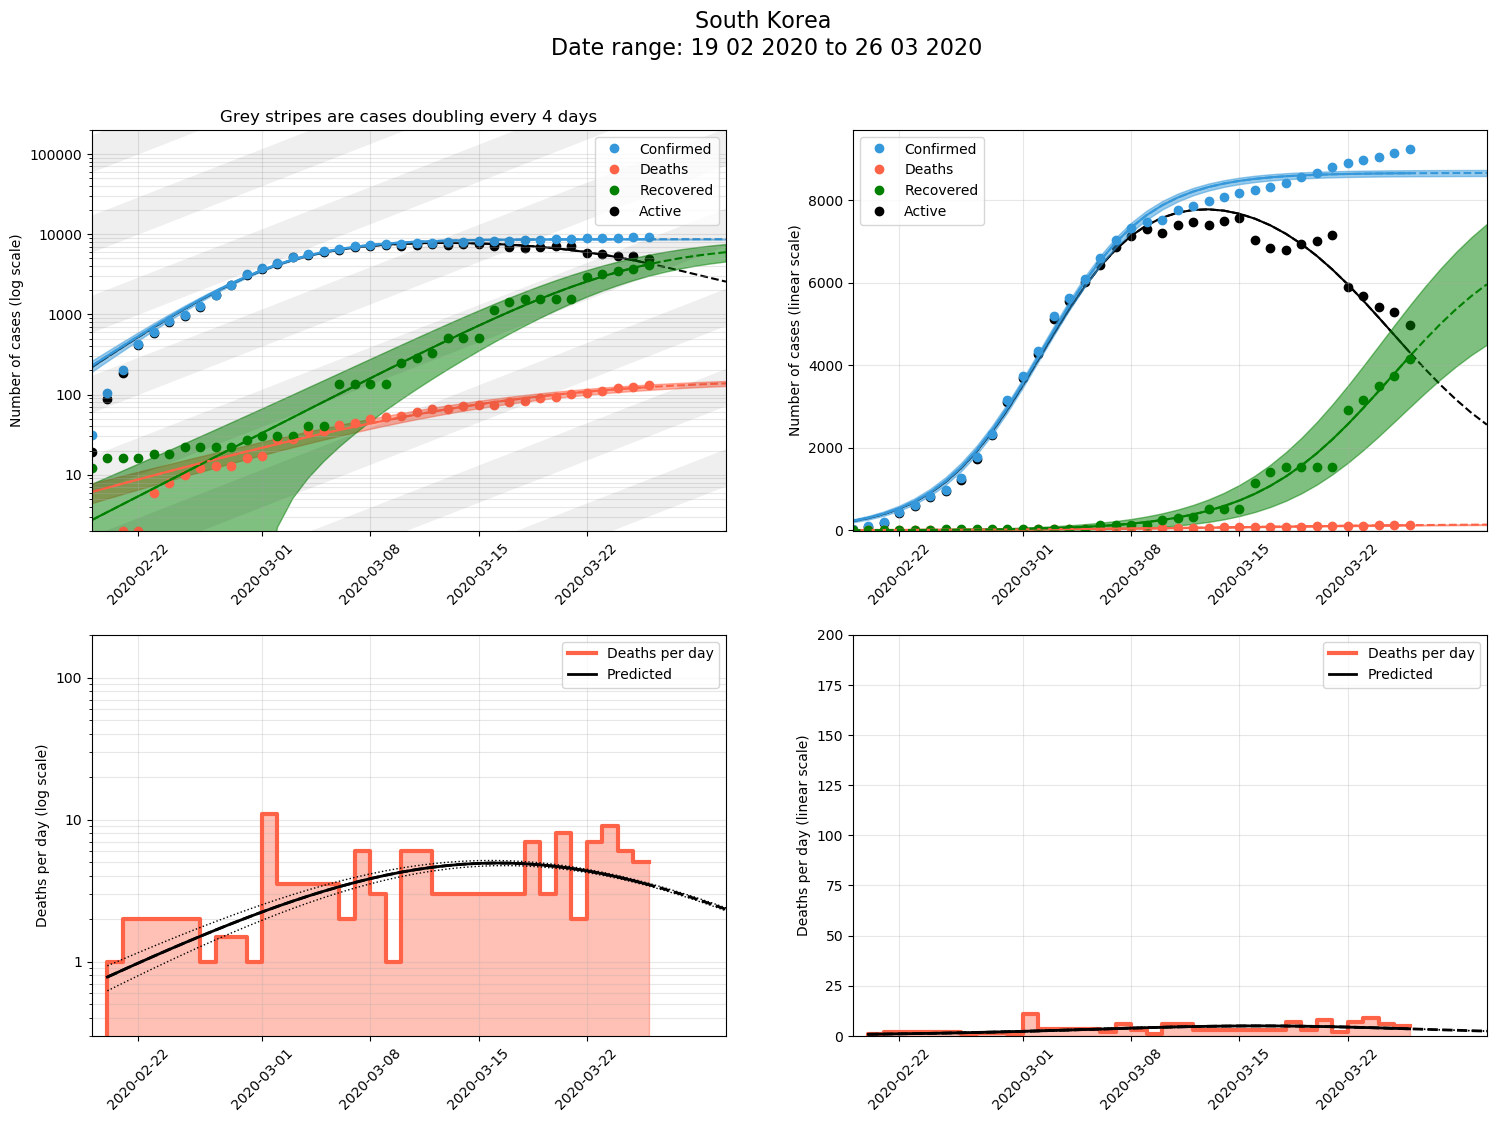 South Korea
Date range: 19 02 2020 to 26 03 2020
Grey stripes are cases doubling every 4 days
Number of cases (log scale)
100000
10000
1000
100
10
Confirmed
Deaths
Recovered
Active
2020-02-22
2020-03-01
2020-03-08
2020-03-15
2020-03-22
Number of cases (linear scale)
8000
6000
4000
2000
0
Confirmed
Deaths
Recovered
Active
2020-02-22
2020-03-01
2020-03-08
2020-03-15
2020-03-22
Deaths per day (log scale)
100
10
1
Deaths per day
Predicted
2020-02-22
2020-03-01
2020-03-08
2020-03-15
2020-03-22
Deaths per day (linear scale)
200
175
150
125
100
75
50
25
0
Deaths per day
Predicted
2020-02-22
2020-03-01
2020-03-08
2020-03-15
2020-03-22